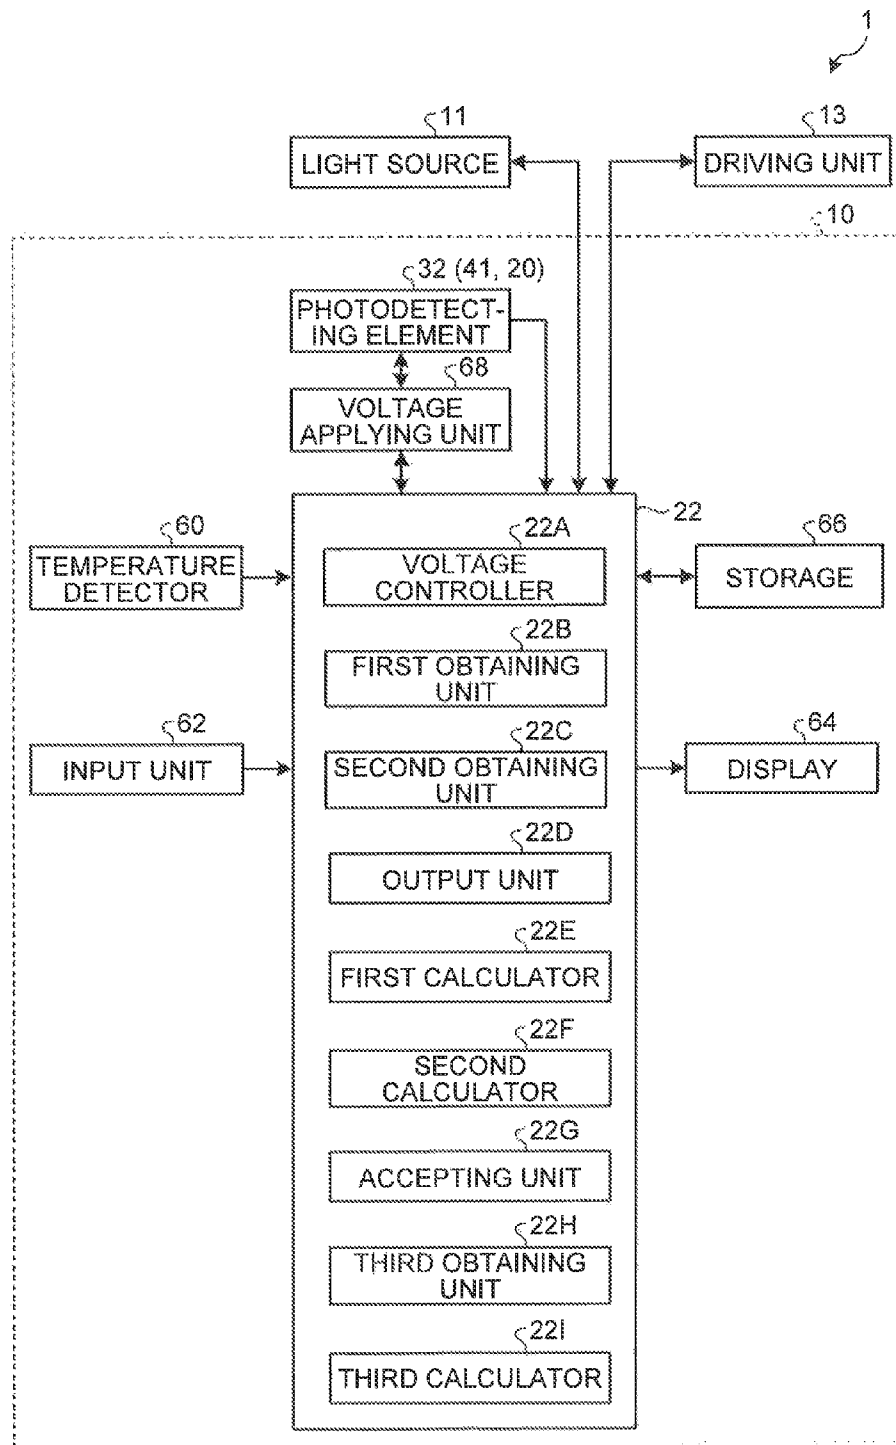 1
11
LIGHT SOURCE
13
DRIVING UNIT
10
32 (41, 20)
PHOTODETECT-
ING ELEMENT
68
VOLTAGE
APPLYING UNIT
22
60
TEMPERATURE
DETECTOR
22A
VOLTAGE
CONTROLLER
66
STORAGE
22B
FIRST OBTAINING
UNIT
62
INPUT UNIT
22C
SECOND OBTAINING
UNIT
64
DISPLAY
22D
OUTPUT UNIT
22E
FIRST CALCULATOR
22F
SECOND
CALCULATOR
22G
ACCEPTING UNIT
22H
THIRD OBTAINING
UNIT
22I
THIRD CALCULATOR